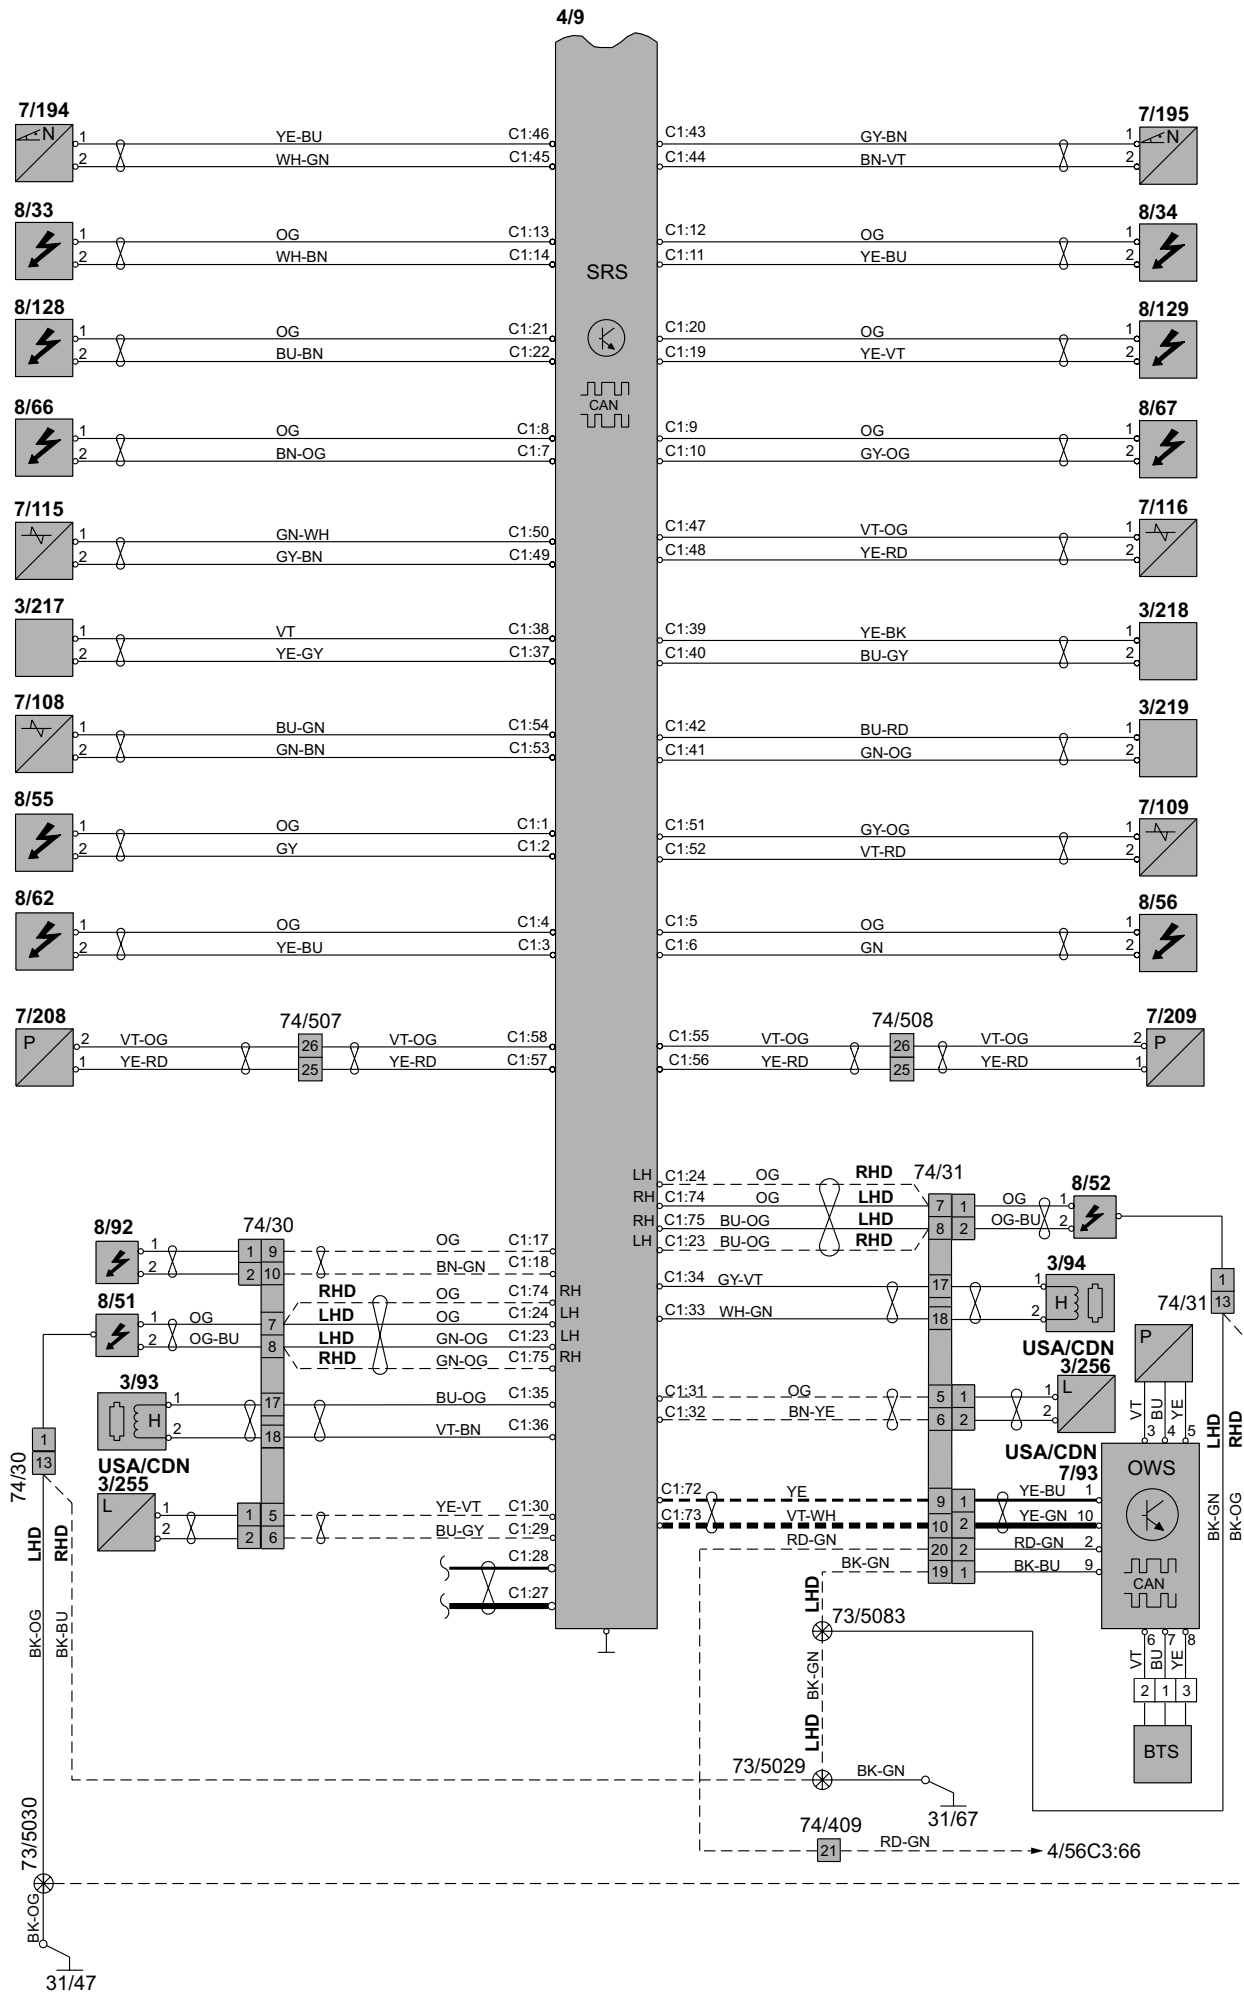 4/9
7/194
7/195
N
N
1 YE-BU C1:46
C1:43 GY-BN 1
2 WH-GN C1:45
C1:44 BN-VT 2
8/33
8/34
1 OG C1:13
C1:12 OG 1
2 WH-BN C1:14
C1:11 YE-BU 2
SRS
8/128
8/129
1 OG C1:21
C1:20 OG 1
2 BU-BN C1:22
C1:19 YE-VT 2
CAN
8/66
8/67
1 OG C1:8
C1:9 OG 1
2 BN-OG C1:7
C1:10 GY-OG 2
7/115
7/116
1 GN-WH C1:50
C1:47 VT-OG 1
2 GY-BN C1:49
C1:48 YE-RD 2
3/217
3/218
1 VT C1:38
C1:39 YE-BK 1
2 YE-GY C1:37
C1:40 BU-GY 2
7/108
3/219
1 BU-GN C1:54
C1:42 BU-RD 1
2 GN-BN C1:53
C1:41 GN-OG 2
8/55
7/109
1 OG C1:1
C1:51 GY-OG 1
2 GY C1:2
C1:52 VT-RD 2
8/62
8/56
1 OG C1:4
C1:5 OG 1
2 YE-BU C1:3
C1:6 GN 2
7/208
74/507
74/508
7/209
P
P
2 VT-OG 26 VT-OG C1:58
C1:55 VT-OG 26 VT-OG 2
1 YE-RD 25 YE-RD C1:57
C1:56 YE-RD 25 YE-RD 1
LH C1:24 OG RHD 74/31
8/52
RH C1:74 OG LHD 7 1 OG 1
RH C1:75 BU-OG LHD 8 2 OG-BU 2
LH C1:23 BU-OG RHD
8/92
74/30
1 1 9 OG C1:17
2 2 10 BN-GN C1:18
3/94
C1:34 GY-VT 17 1
H
C1:33 WH-GN 18 2
8/51
RHD OG C1:74 RH
1 OG 7 LHD OG C1:24 LH
2 OG-BU 8 LHD GN-OG C1:23 LH
RHD GN-OG C1:75 RH
1
74/31 13
P
3/93
1 17 BU-OG C1:35
H
2 18 VT-BN C1:36
USA/CDN
3/256
L
C1:31 OG 5 1 1
C1:32 BN-YE 6 2 2
VT
BU
YE
3 4 5
LHD
RHD
1
13
74/30
USA/CDN
3/255
L
1 1 5 YE-VT C1:30
2 2 6 BU-GY C1:29
C1:28
C1:27
USA/CDN
7/93
OWS
CAN
C1:72 YE 9 1 YE-BU 1
C1:73 VT-WH 10 2 YE-GN 10
RD-GN 20 2 RD-GN 2
BK-GN 19 1 BK-BU 9
BK-GN
BK-OG
LHD
RHD
BK-OG
BK-BU
LHD
73/5083
6 7 8
VT
BU
YE
2 1 3
BTS
BK-GN
LHD
73/5029
BK-GN
31/67
74/409
21 RD-GN 4/56C3:66
73/5030
BK-OG
31/47